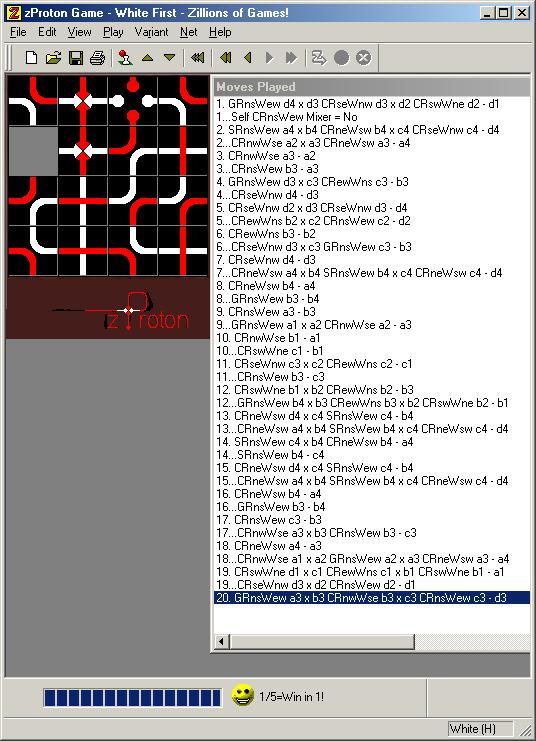 zProton Game - White First - Zillions of Games!
File Edit View Play Variant Net Help
Moves Played
1. GRnsWew d4 x d3 CRseWnw d3 x d2 CRswWne d2 - d1
1...Self CRnsWew Mixer = No
2. SRnsWew a4 x b4 CRneWsw b4 x c4 CRseWnw c4 - d4
2...CRnwWse a2 x a3 CRneWsw a3 - a4
3. CRnwWse a3 - a2
3...CRnsWew b3 - a3
4. GRnsWew d3 x c3 CRewWns c3 - b3
4...CRseWnw d4 - d3
5. CRseWnw d2 x d3 CRseWnw d3 - d4
5...CRewWns b2 x c2 CRnsWew c2 - d2
6. CRewWns b3 - b2
6...CRseWnw d3 x c3 GRnsWew c3 - b3
7. CRseWnw d4 - d3
7...CRneWsw a4 x b4 SRnsWew b4 x c4 CRneWsw c4 - d4
8. CRneWsw b4 - a4
8...GRnsWew b3 - b4
9. CRnsWew a3 - b3
9...GRnsWew a1 x a2 CRnwWse a2 - a3
10. CRnwWse b1 - a1
10...CRswWne c1 - b1
11. CRseWnw c3 x c2 CRewWns c2 - c1
11...CRnsWew b3 - c3
12. CRswWne b1 x b2 CRewWns b2 - b3
12...GRnsWew b4 x b3 CRewWns b3 x b2 CRswWne b2 - b1
13. CRneWsw d4 x c4 SRnsWew c4 - b4
13...CRneWsw a4 x b4 SRnsWew b4 x c4 CRneWsw c4 - d4
14. SRnsWew c4 x b4 CRneWsw b4 - a4
14...SRnsWew b4 - c4
15. CRneWsw d4 x c4 SRnsWew c4 - b4
15...CRneWsw a4 x b4 SRnsWew b4 x c4 CRneWsw c4 - d4
16. CRneWsw b4 - a4
16...GRnsWew b3 - b4
17. CRnsWew c3 - b3
17...CRnwWse a3 x b3 CRnsWew b3 - c3
18. CRneWsw a4 - a3
18...CRnwWse a1 x a2 GRnsWew a2 x a3 CRneWsw a3 - a4
19. CRswWne d1 x c1 CRewWns c1 x b1 CRswWne b1 - a1
19...CRseWnw d3 x d2 CRnsWew d2 - d1
20. GRnsWew a3 x b3 CRnwWse b3 x c3 CRnsWew c3 - d3
zProton
1/5=Win in 1!
White (H)